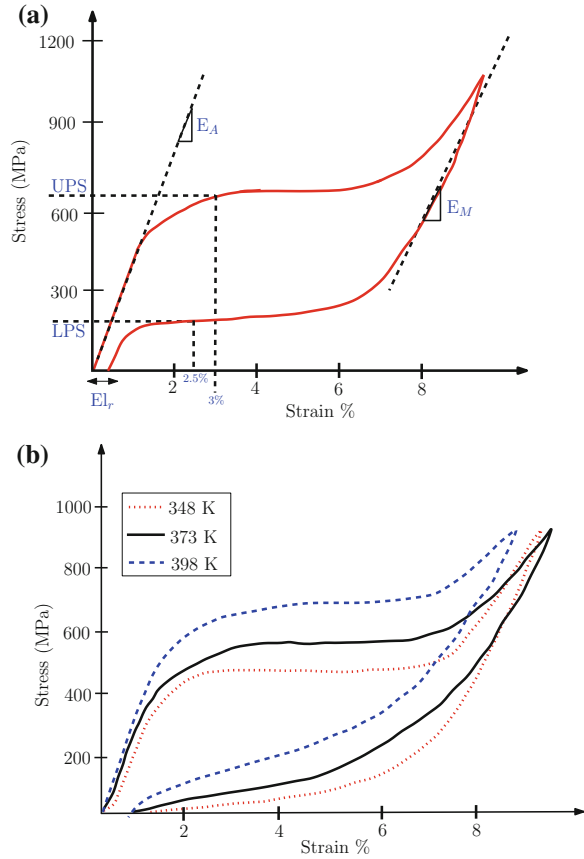 (a)
1200
900
600
300
Stress (MPa)
UPS
LPS
E_A
E_M
2
4
6
8
2.5%
3%
El_r
Strain %
(b)
1000
800
600
400
200
Stress (MPa)
348 K
373 K
398 K
2
4
6
8
Strain %